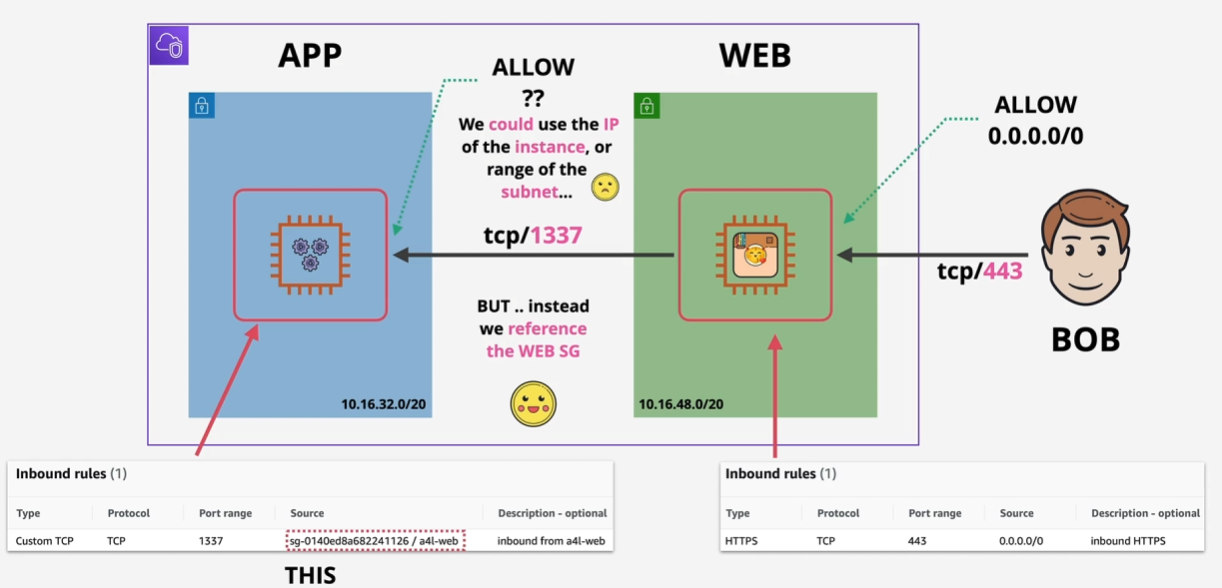 APP
WEB
ALLOW
??
We could use the IP
of the instance, or
range of the
subnet...
ALLOW
0.0.0.0/0
tcp/1337
tcp/443
BUT .. instead
we reference
the WEB SG
BOB
10.16.32.0/20
10.16.48.0/20
Inbound rules (1)
Type Protocol Port range Source Description - optional
Custom TCP TCP 1337 sg-0140ed8a682241126 / a4l-web inbound from a4l-web
THIS
Inbound rules (1)
Type Protocol Port range Source Description - optional
HTTPS TCP 443 0.0.0.0/0 inbound HTTPS